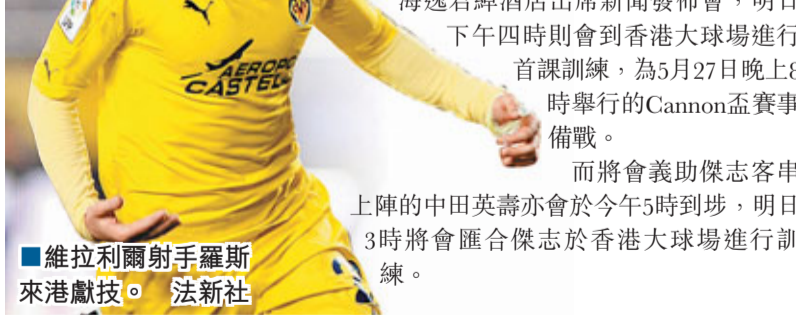 海逸君綽酒店出席新聞發佈會，明日
下午四時則會到香港大球場進行
首課訓練，為5月27日晚上8
時舉行的Cannon盃賽事
備戰。
而將會義助傑志客串
上陣的中田英壽亦會於今午5時到埗，明日
3時將會匯合傑志於香港大球場進行訓
練。
AEROPO
CASTELL
■維拉利爾射手羅斯
來港獻技。 法新社